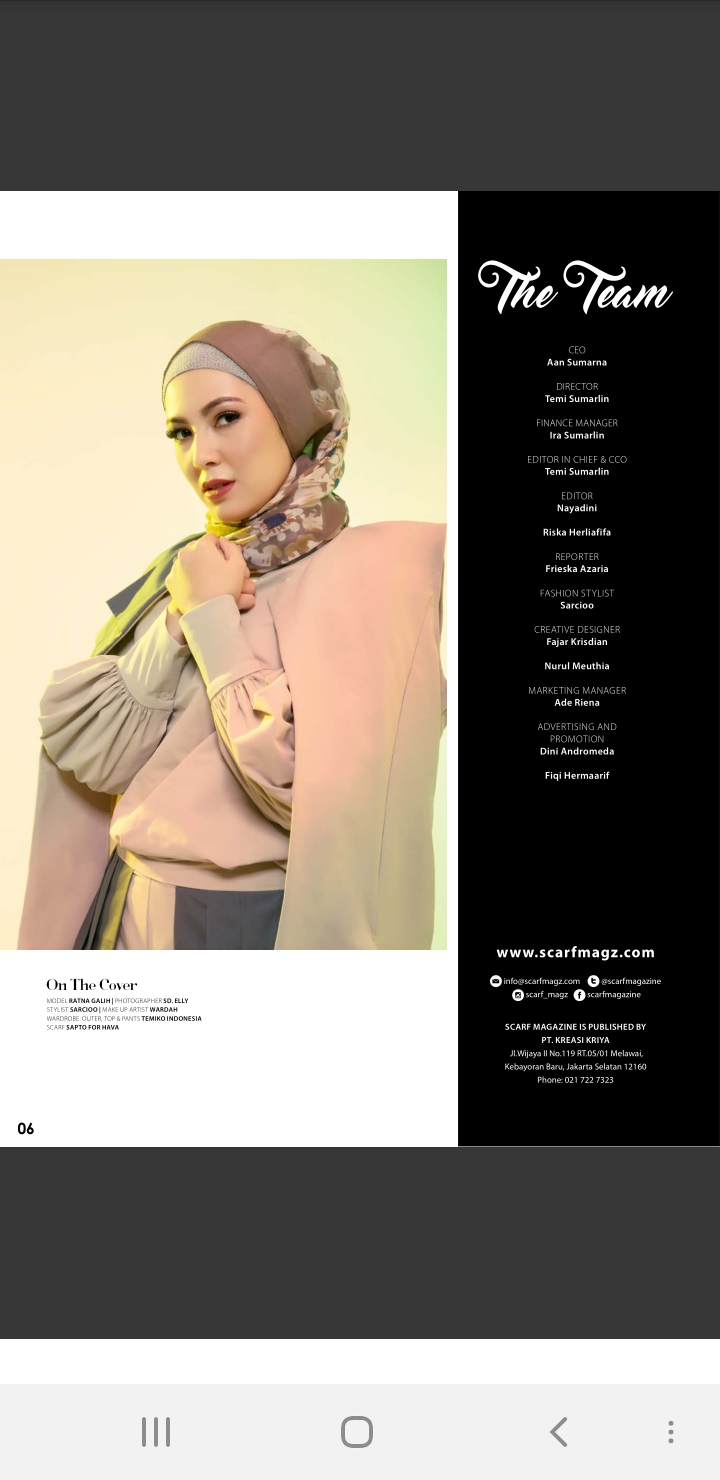 The Team
CEO
Aan Sumarna
DIRECTOR
Temi Sumarlin
FINANCE MANAGER
Ira Sumarlin
EDITOR IN CHIEF & CCO
Temi Sumarlin
EDITOR
Nayadini
Riska Herliafifa
REPORTER
Frieska Azaria
FASHION STYLIST
Sarcioo
CREATIVE DESIGNER
Fajar Krisdian
Nurul Meuthia
MARKETING MANAGER
Ade Riena
ADVERTISING AND
PROMOTION
Dini Andromeda
Fiqi Hermaarif
www.scarfmagz.com
info@scarfmagz.com @scarfmagazine
scarf_magz scarfmagazine
SCARF MAGAZINE IS PUBLISHED BY
PT. KREASI KRIYA
Jl.Wijaya II No.119 RT.05/01 Melawai,
Kebayoran Baru, Jakarta Selatan 12160
Phone: 021 722 7323
On The Cover
MODEL RATNA GALIH | PHOTOGRAPHER SD. ELLY
STYLIST SARCIOO | MAKE UP ARTIST WARDAH
WARDROBE :OUTER, TOP & PANTS TEMIKO INDONESIA
SCARF SAPTO FOR HAVA
06